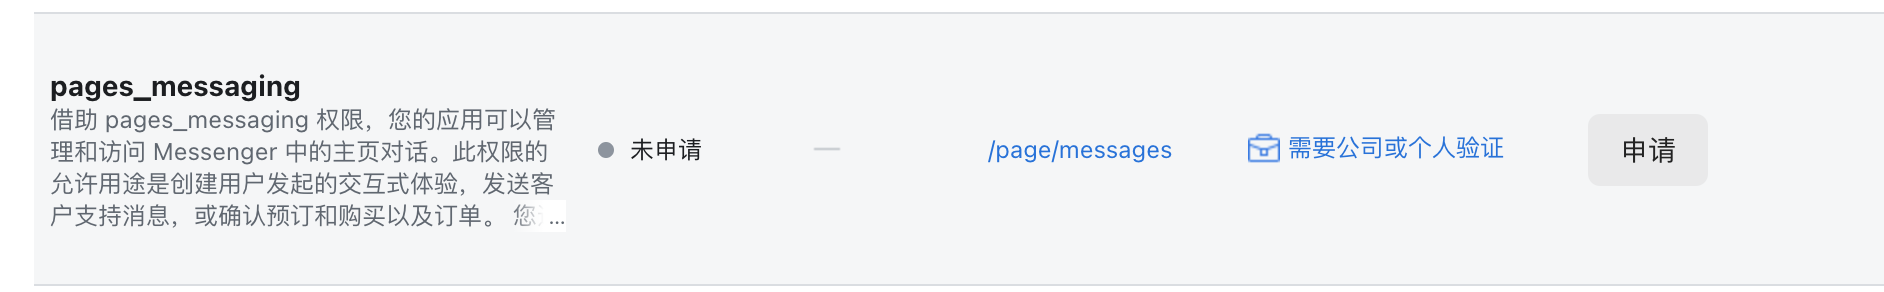 pages_messaging
借助 pages_messaging 权限，您的应用可以管
理和访问 Messenger 中的主页对话。此权限的
允许用途是创建用户发起的交互式体验，发送客
户支持消息，或确认预订和购买以及订单。 您...
未申请
—
/page/messages
需要公司或个人验证
申请